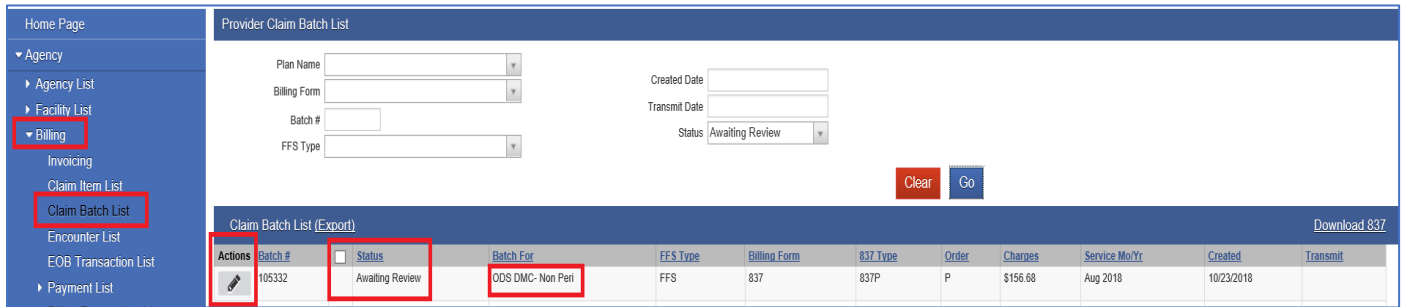 Home Page
Agency
Agency List
Facility List
Billing
Invoicing
Claim Item List
Claim Batch List
Encounter List
EOB Transaction List
Payment List
Provider Claim Batch List
Plan Name
Billing Form
Batch #
FFS Type
Created Date
Transmit Date
Status Awaiting Review
Clear Go
Claim Batch List (Export) Download 837
Actions Batch # Status Batch For FFS Type Billing Form 837 Type Order Charges Service Mo/Yr Created Transmit
105332 Awaiting Review ODS DMC- Non Peri FFS 837 837P P $156.68 Aug 2018 10/23/2018